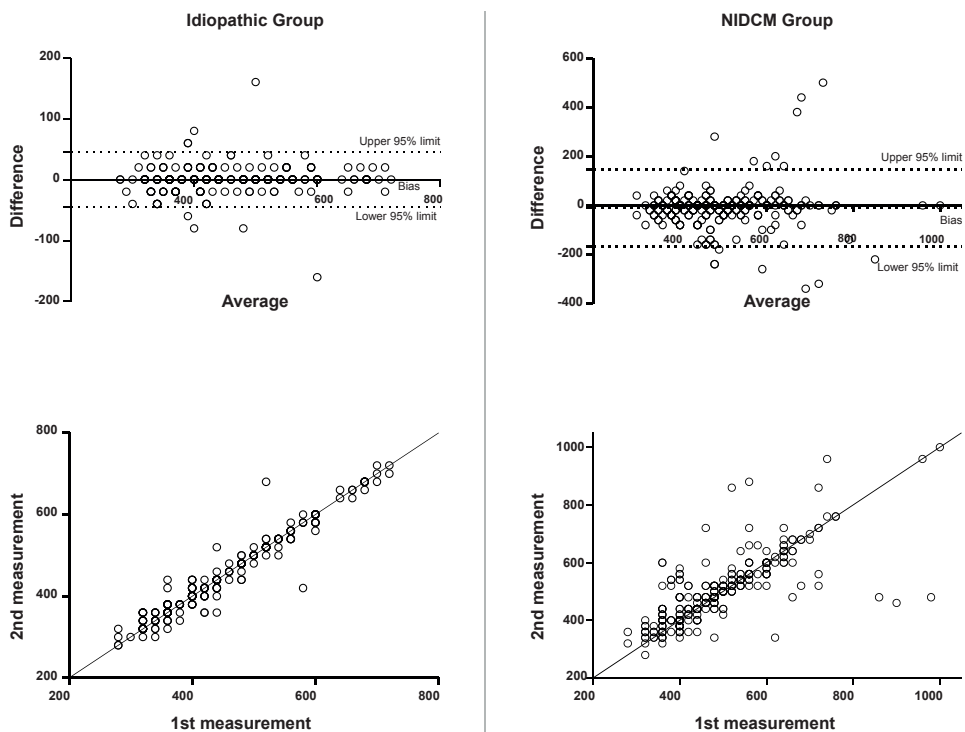 Idiopathic Group
200
100
0
-100
-200
Difference
Upper 95% limit
Bias
Lower 95% limit
400
600
800
Average
NIDCM Group
600
400
200
0
-200
-400
Difference
Upper 95% limit
Bias
Lower 95% limit
400
600
800
1000
Average
800
600
400
200
2nd measurement
200
400
600
800
1st measurement
1000
800
600
400
200
2nd measurement
200
400
600
800
1000
1st measurement